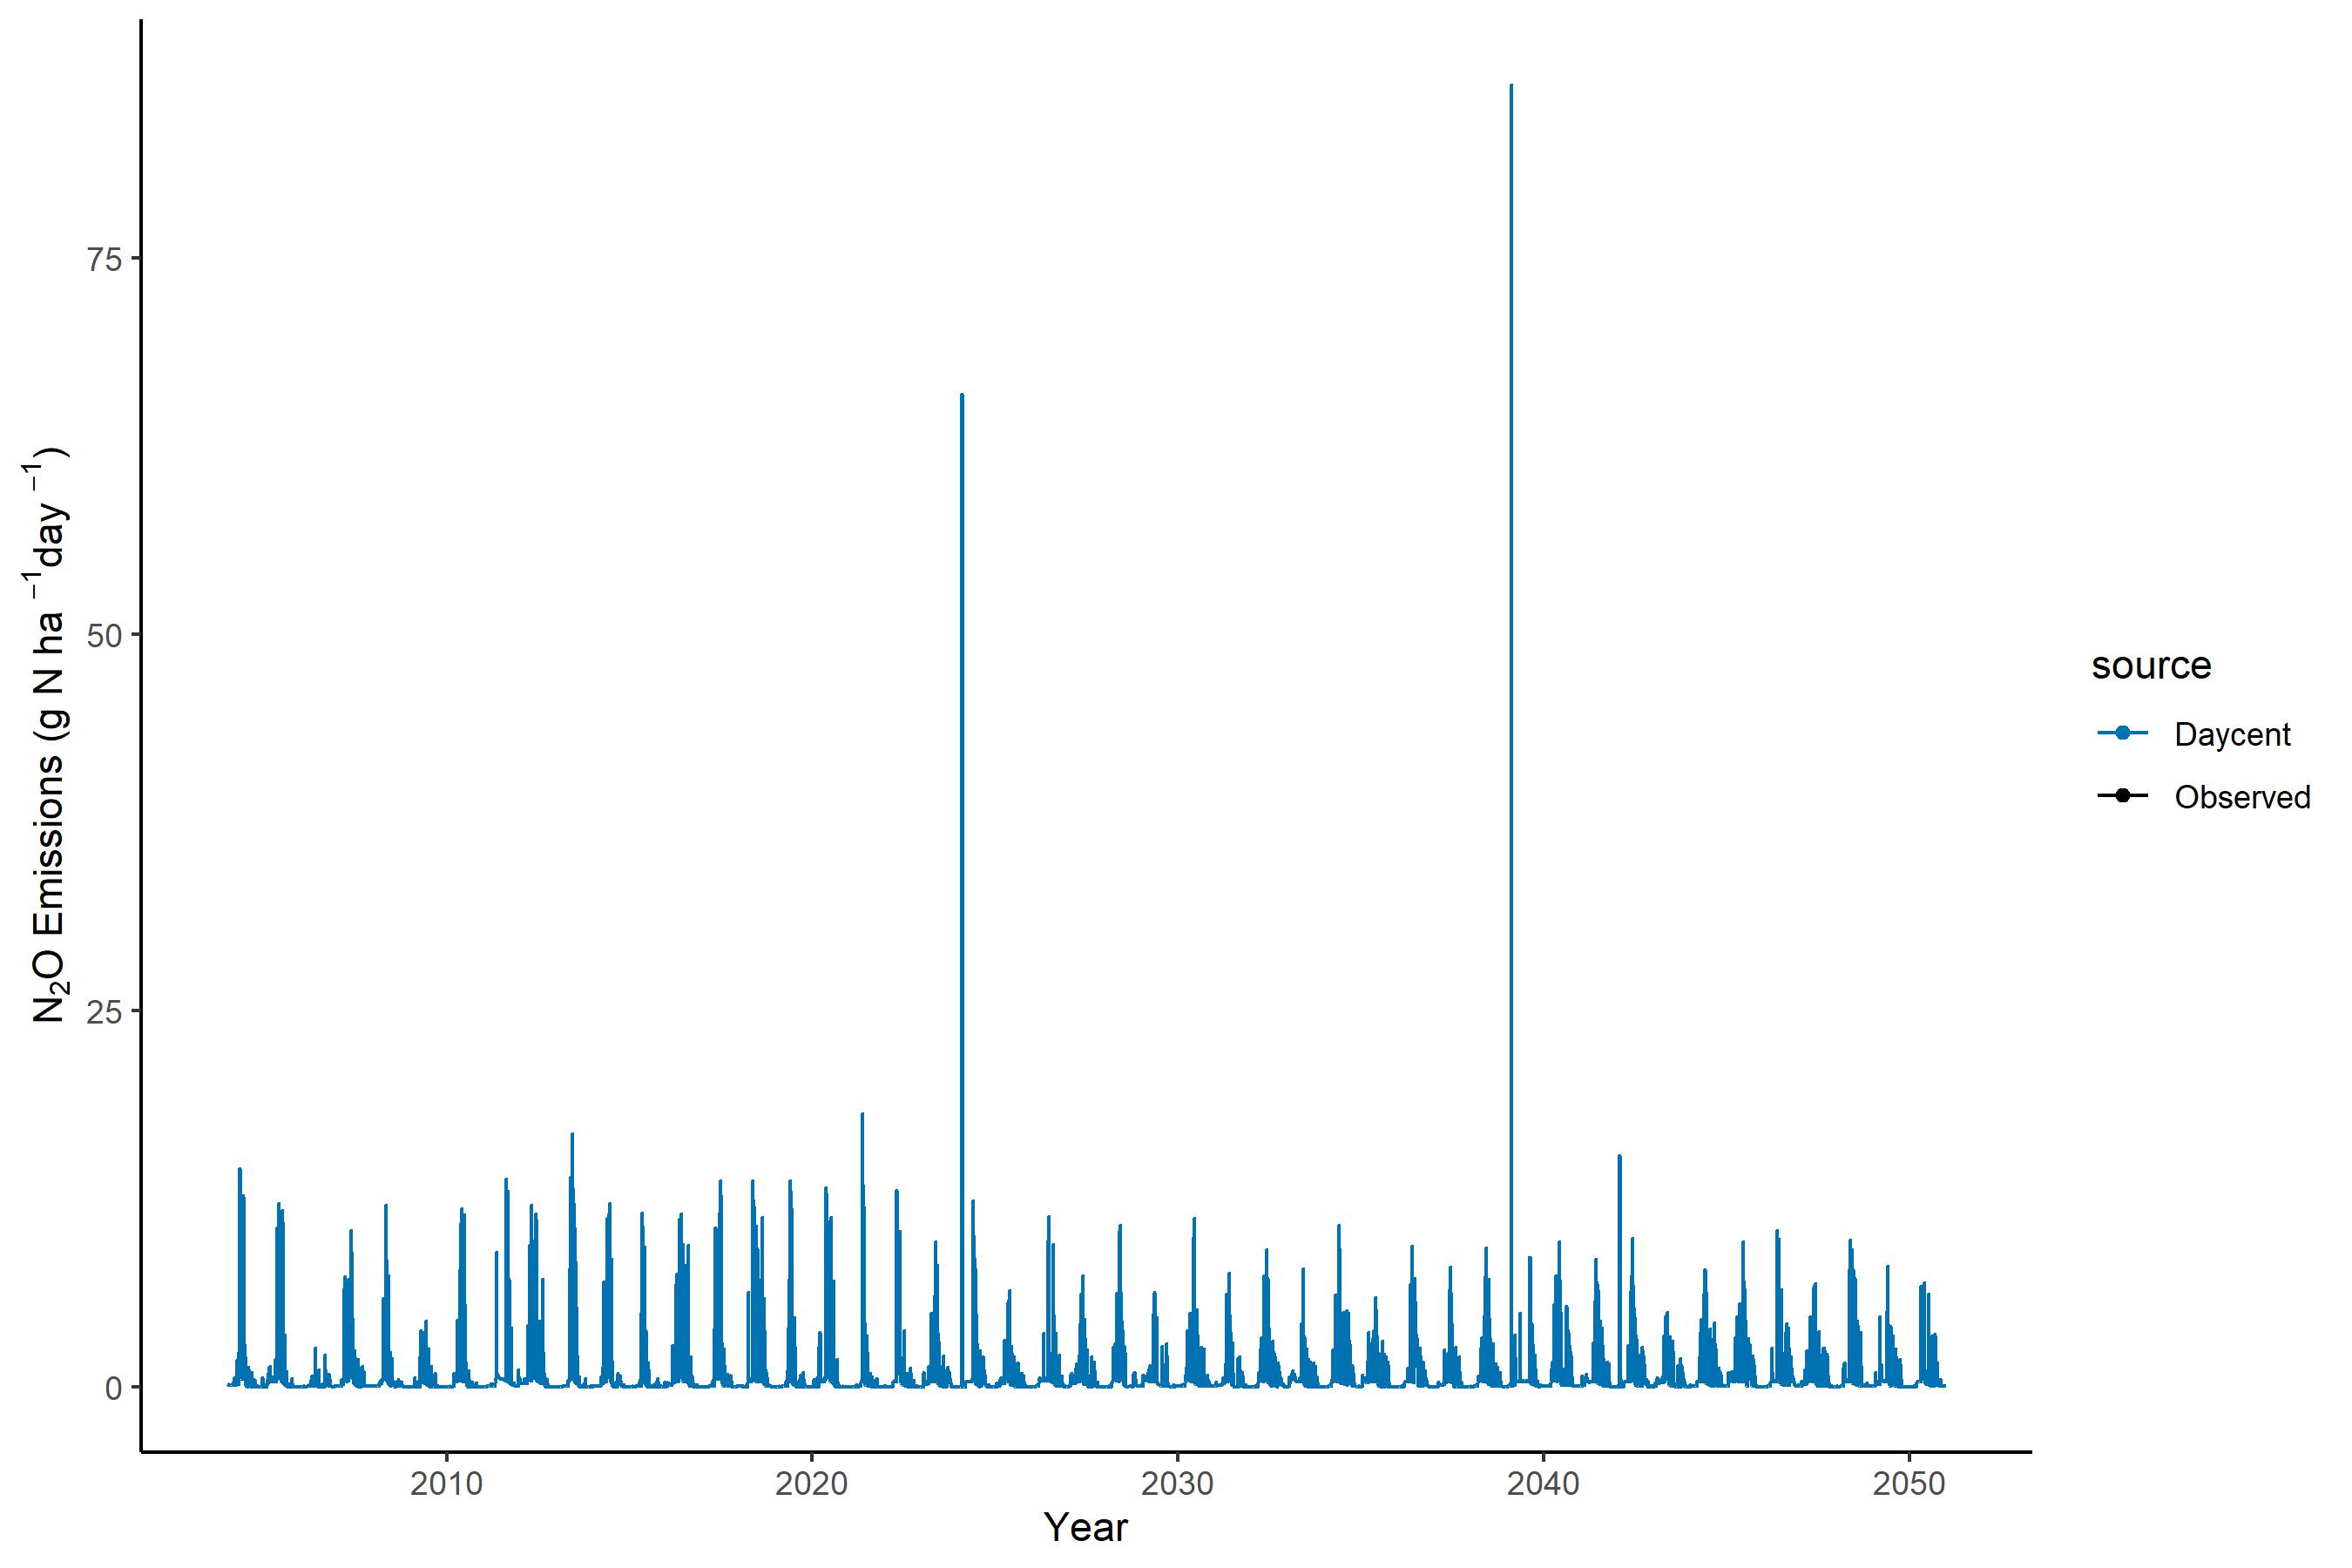 N₂O Emissions (g N ha ⁻¹day ⁻¹)
75
50
25
0
2010 2020 2030 2040 2050
Year
source
Daycent
Observed